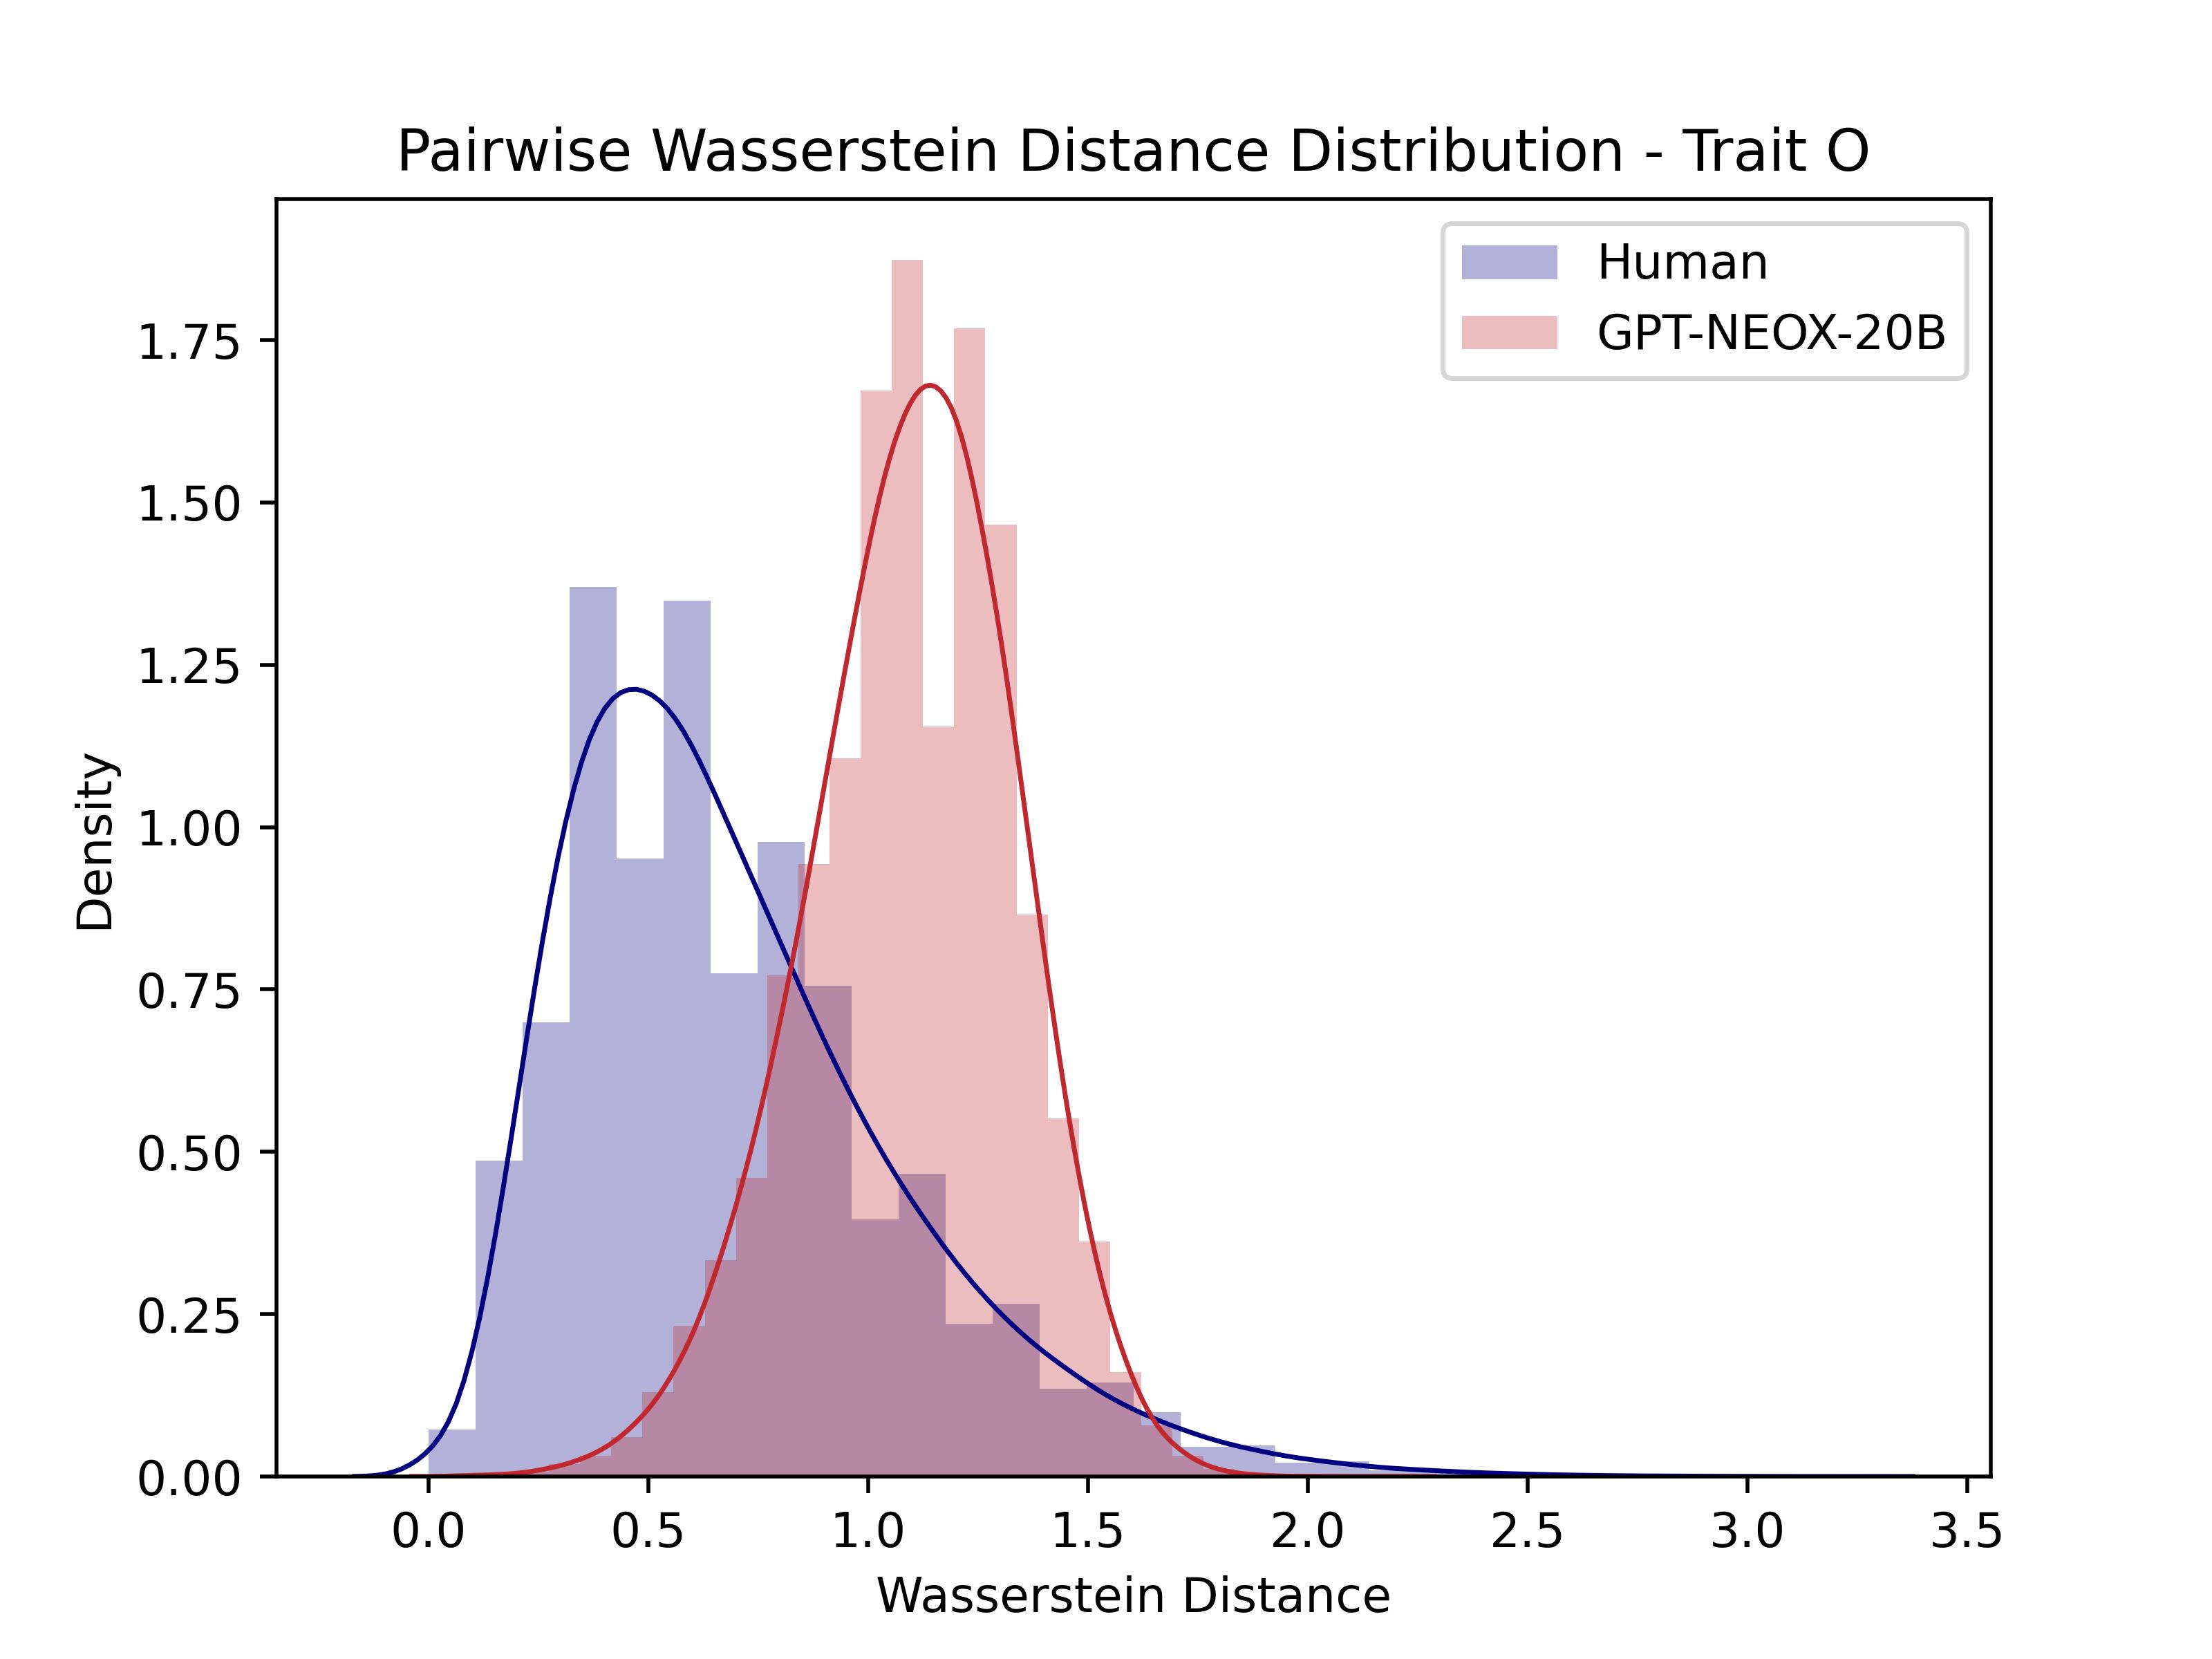 Pairwise Wasserstein Distance Distribution - Trait O
Human
GPT-NEOX-20B
1.75
1.50
1.25
1.00
0.75
0.50
0.25
0.00
Density
0.0 0.5 1.0 1.5 2.0 2.5 3.0 3.5
Wasserstein Distance